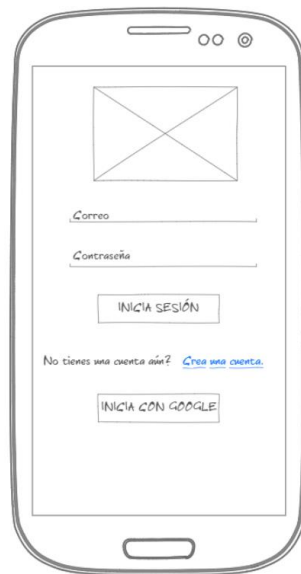 Correo
Contraseña
INICIA SESIÓN
No tienes una cuenta aún? Crea una cuenta.
INICIA CON GOOGLE